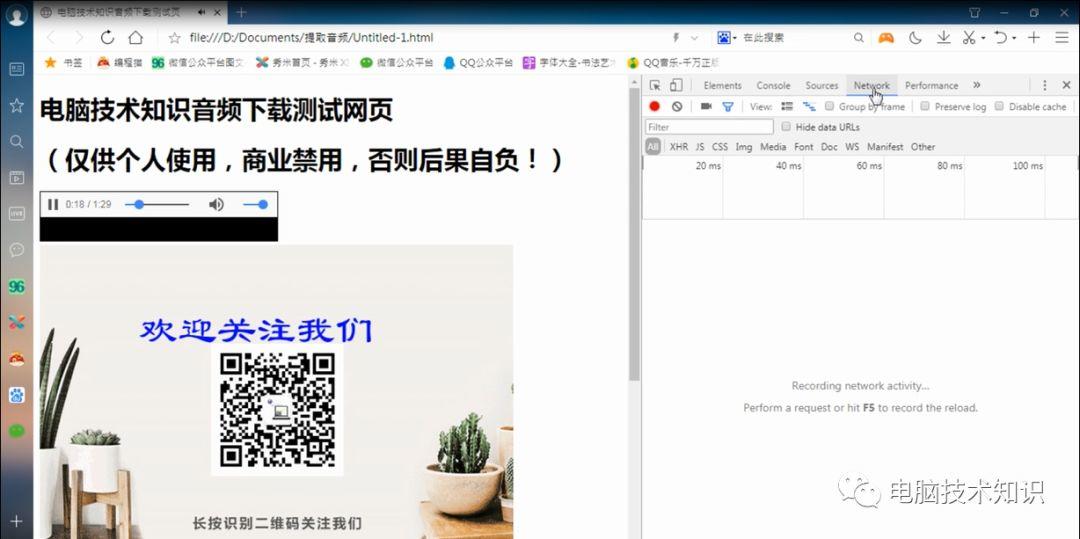 电脑技术知识音频下载测试网页
file:///D:/Documents/提取音频/Untitled-1.html
在此搜索
书签 编程猫 微信公众平台图文 秀米首页 - 秀米 X 微信公众平台 QQ公众平台 字体大全-书法艺 QQ音乐-千万正版
电脑技术知识音频下载测试网页
（仅供个人使用，商业禁用，否则后果自负！）
0:18 / 1:29
欢迎关注我们
长按识别二维码关注我们
Elements Console Sources Network Performance »
View: Group by frame Preserve log Disable cache
Filter Hide data URLs
All XHR JS CSS Img Media Font Doc WS Manifest Other
20 ms 40 ms 60 ms 80 ms 100 ms
Recording network activity...
Perform a request or hit F5 to record the reload.
LIVE
96
电脑技术知识